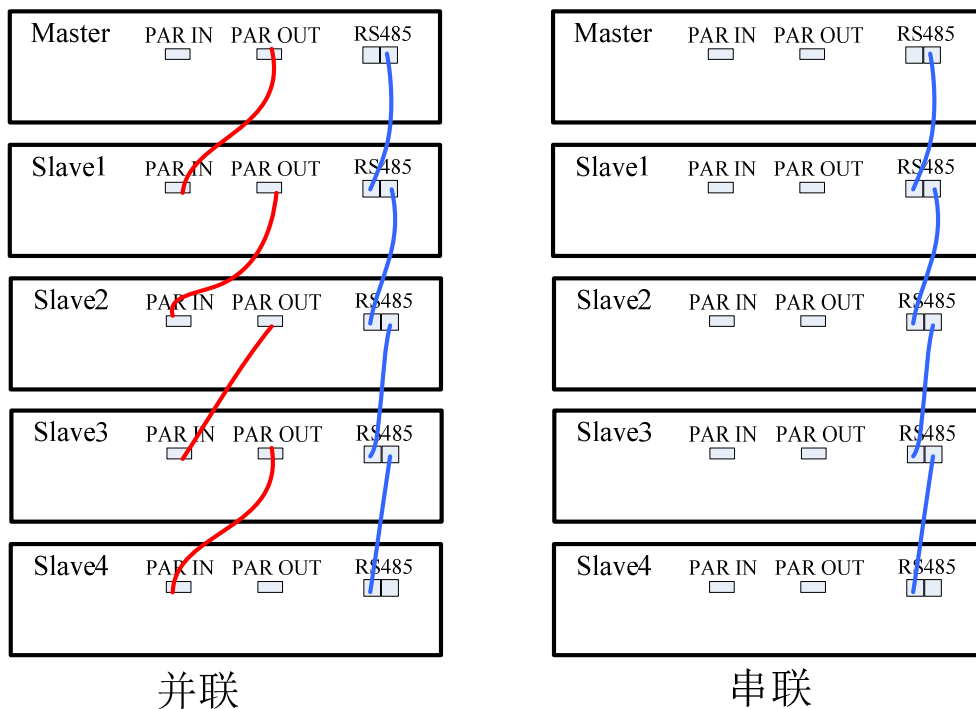 Master PAR IN PAR OUT RS485
Slave1 PAR IN PAR OUT RS485
Slave2 PAR IN PAR OUT RS485
Slave3 PAR IN PAR OUT RS485
Slave4 PAR IN PAR OUT RS485
并联
Master PAR IN PAR OUT RS485
Slave1 PAR IN PAR OUT RS485
Slave2 PAR IN PAR OUT RS485
Slave3 PAR IN PAR OUT RS485
Slave4 PAR IN PAR OUT RS485
串联